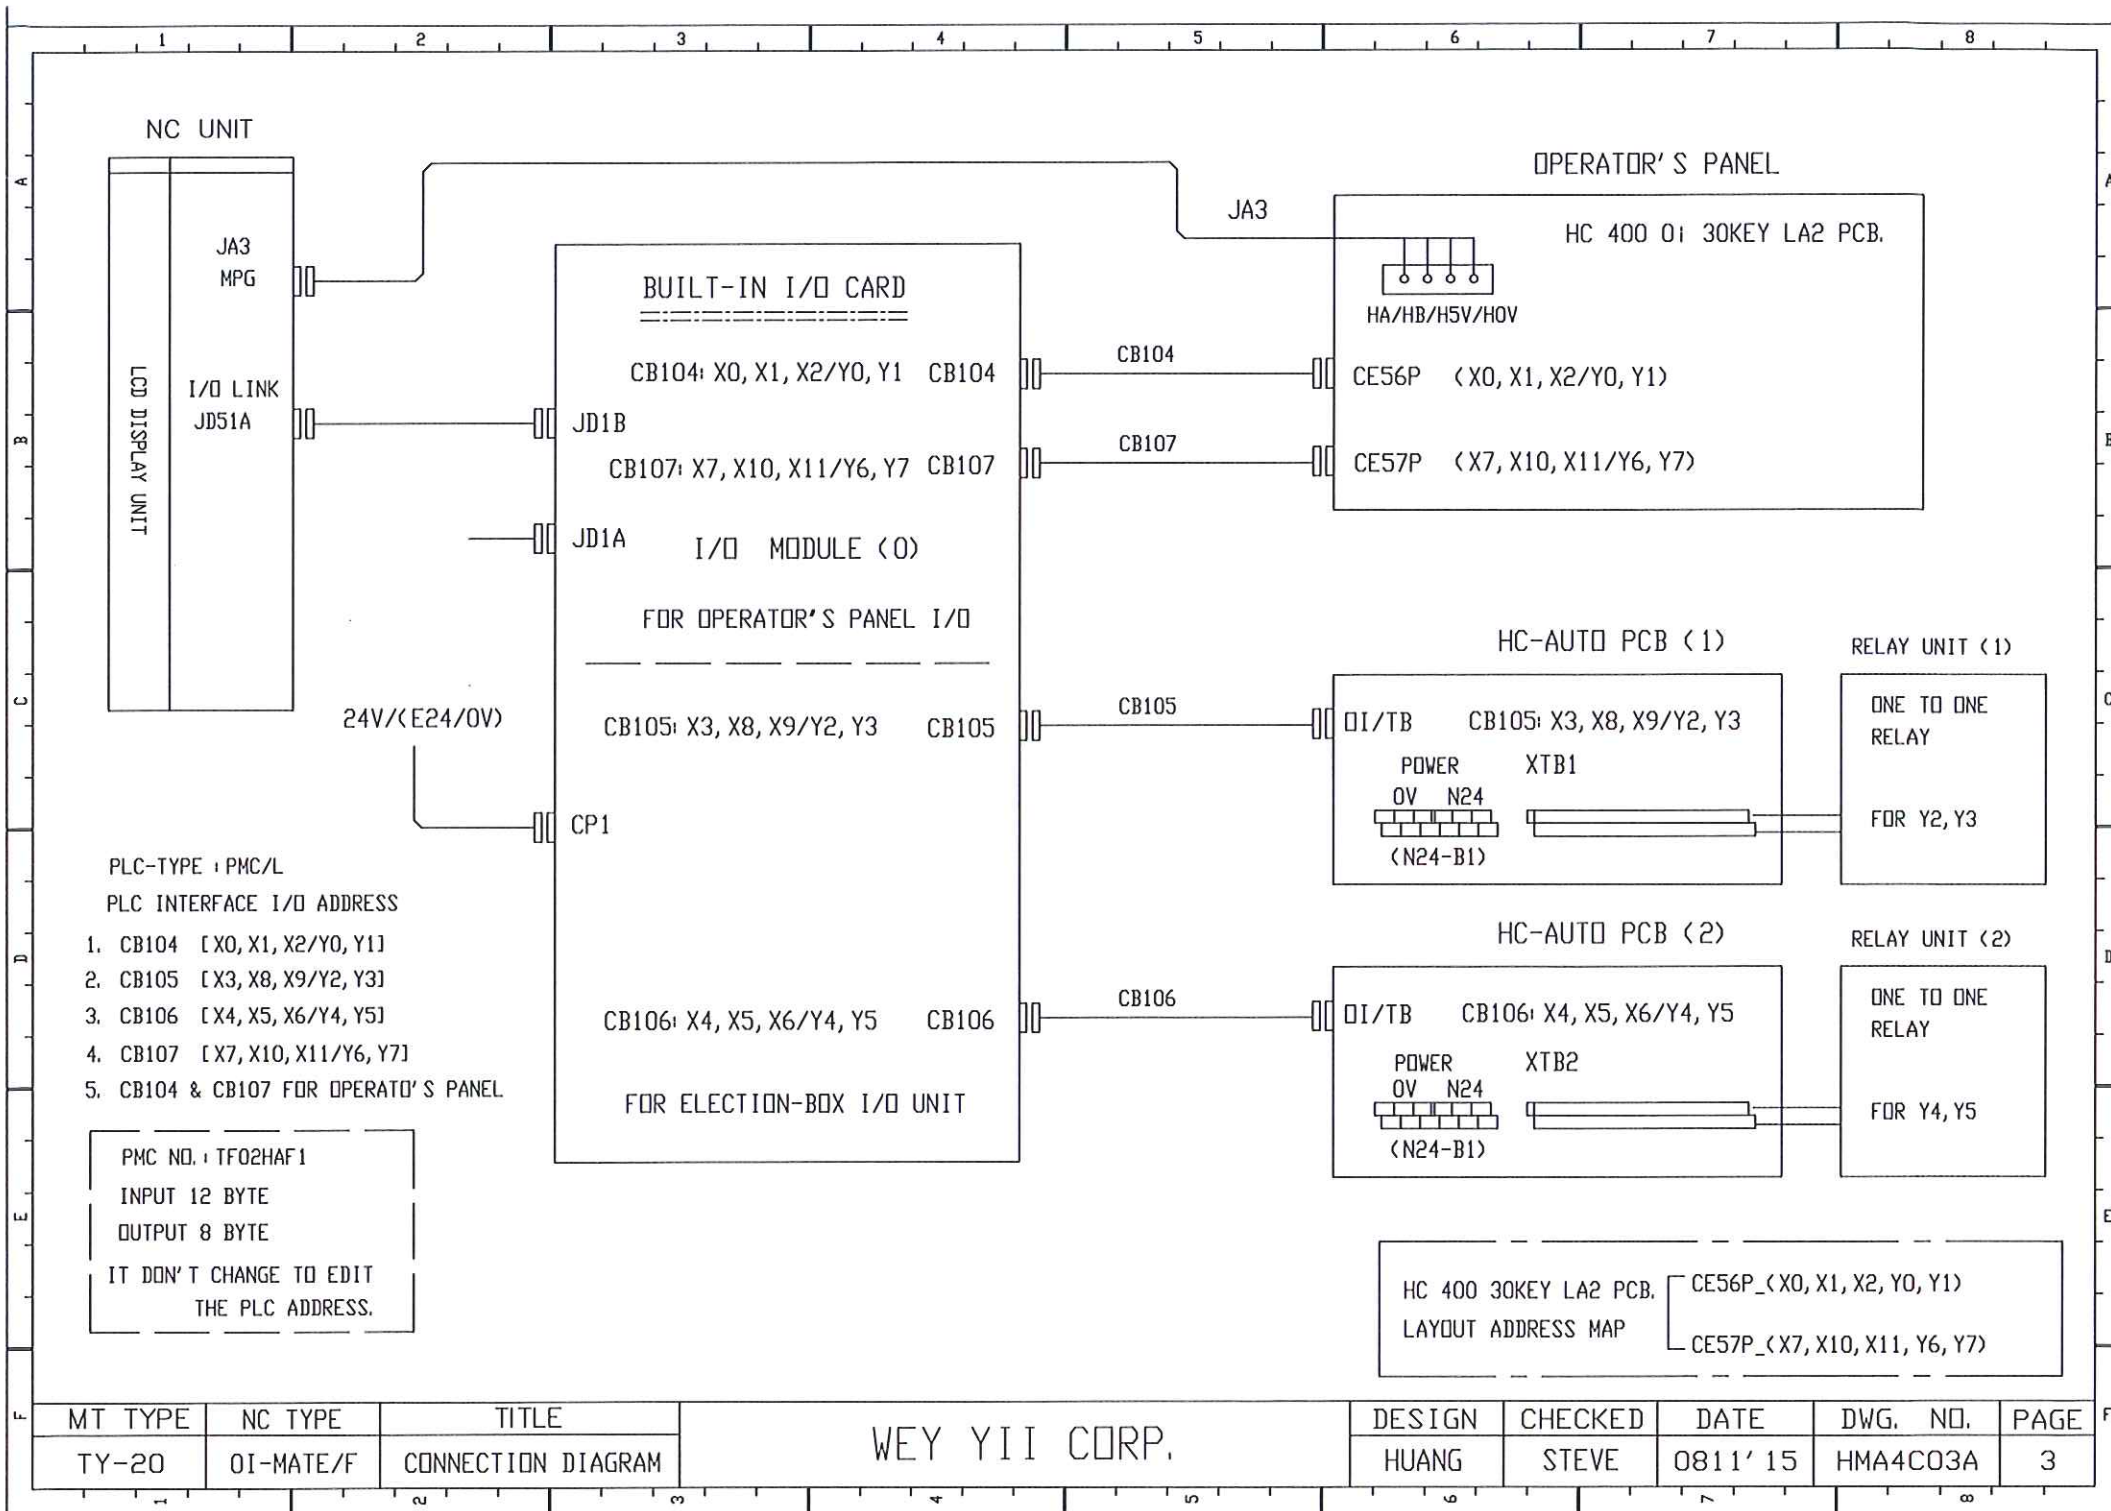 1 2 3 4 5 6 7 8
NC UNIT
JA3
MPG
LCD DISPLAY UNIT
I/O LINK
JD51A
BUILT-IN I/O CARD
CB104: X0, X1, X2/Y0, Y1 CB104
JD1B
CB107: X7, X10, X11/Y6, Y7 CB107
JD1A
I/O MODULE (0)
FOR OPERATOR'S PANEL I/O
24V/(E24/0V)
CB105: X3, X8, X9/Y2, Y3 CB105
CP1
CB106: X4, X5, X6/Y4, Y5 CB106
FOR ELECTION-BOX I/O UNIT
JA3
CB104
CB107
CB105
CB106
OPERATOR'S PANEL
HC 400 0i 30KEY LA2 PCB.
HA/HB/H5V/H0V
CE56P (X0, X1, X2/Y0, Y1)
CE57P (X7, X10, X11/Y6, Y7)
HC-AUTO PCB (1)
OI/TB CB105: X3, X8, X9/Y2, Y3
POWER XTB1
0V N24
(N24-B1)
RELAY UNIT (1)
ONE TO ONE
RELAY
FOR Y2, Y3
HC-AUTO PCB (2)
OI/TB CB106: X4, X5, X6/Y4, Y5
POWER XTB2
0V N24
(N24-B1)
RELAY UNIT (2)
ONE TO ONE
RELAY
FOR Y4, Y5
PLC-TYPE : PMC/L
PLC INTERFACE I/O ADDRESS
1. CB104 [X0, X1, X2/Y0, Y1]
2. CB105 [X3, X8, X9/Y2, Y3]
3. CB106 [X4, X5, X6/Y4, Y5]
4. CB107 [X7, X10, X11/Y6, Y7]
5. CB104 & CB107 FOR OPERATO'S PANEL
PMC NO. : TF02HAF1
INPUT 12 BYTE
OUTPUT 8 BYTE
IT DON'T CHANGE TO EDIT
THE PLC ADDRESS.
HC 400 30KEY LA2 PCB.
LAYOUT ADDRESS MAP
CE56P_(X0, X1, X2, Y0, Y1)
CE57P_(X7, X10, X11, Y6, Y7)
A
B
C
D
E
F
A
B
C
D
E
F
MT TYPE NC TYPE TITLE
TY-20 0I-MATE/F CONNECTION DIAGRAM
WEY YII CORP.
DESIGN CHECKED DATE DWG. NO. PAGE
HUANG STEVE 0811'15 HMA4C03A 3
1 2 3 4 5 6 7 8